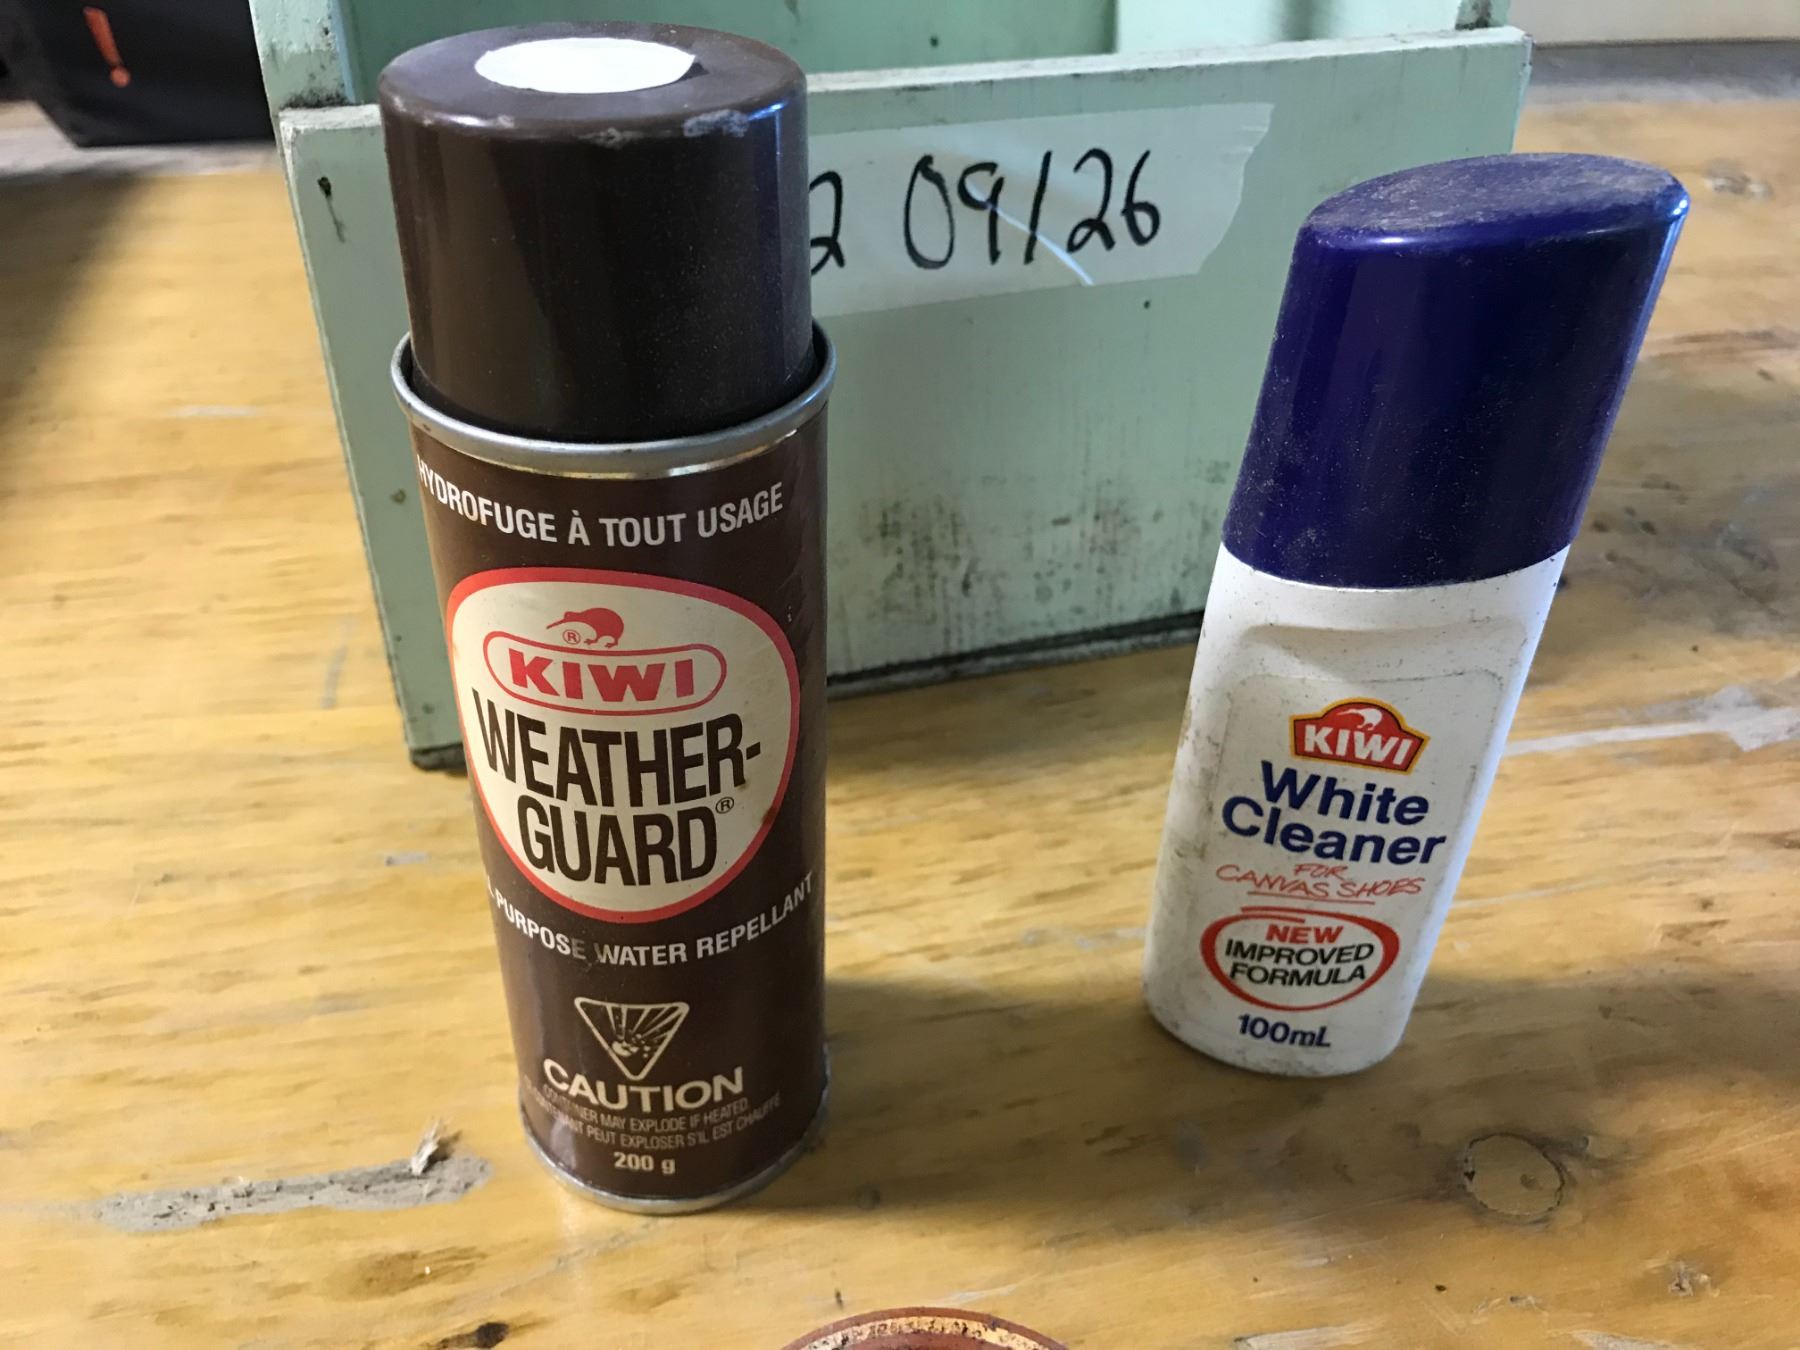 2 09/26
HYDROFUGE À TOUT USAGE
®
KIWI
WEATHER-
GUARD®
PURPOSE WATER REPELLANT
CAUTION
CONTAINER MAY EXPLODE IF HEATED
PEUT EXPLOSER S'IL EST CHAUFFÉ
200 g
KIWI
White
Cleaner
FOR
CANVAS SHOES
NEW
IMPROVED
FORMULA
100mL